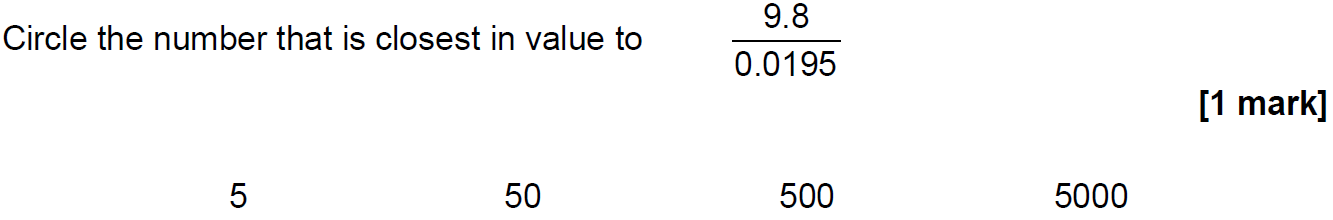 Circle the number that is closest in value to 9.8
0.0195
[1 mark]
5 50 500 5000